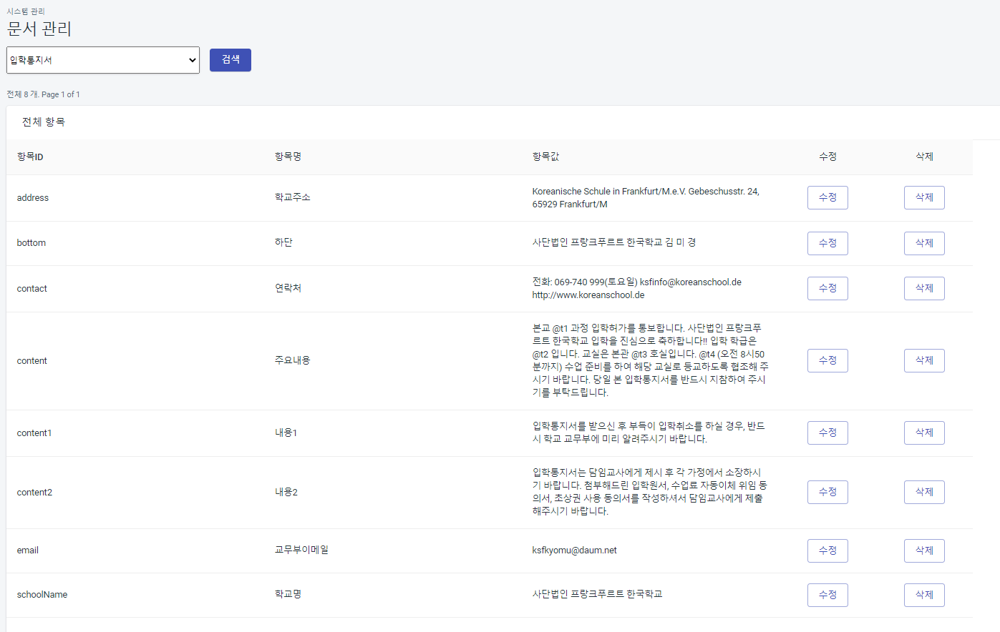 시스템 관리
문서 관리
입학통지서
검색
전체 8 개. Page 1 of 1
전체 항목
항목ID 항목명 항목값 수정 삭제
address 학교주소 Koreanische Schule in Frankfurt/M.e.V. Gebeschusstr. 24,
65929 Frankfurt/M 수정 삭제
bottom 하단 사단법인 프랑크푸르트 한국학교 김 미 경 수정 삭제
contact 연락처 전화: 069-740 999(토요일) ksfinfo@koreanschool.de
http://www.koreanschool.de 수정 삭제
content 주요내용 본교 @t1 과정 입학허가를 통보합니다. 사단법인 프랑크푸
르트 한국학교 입학을 진심으로 축하합니다!! 입학 학급은
@t2 입니다. 교실은 본관 @t3 호실입니다. @t4 (오전 8시50
분까지) 수업 준비를 하여 해당 교실로 등교하도록 협조해 주
시기 바랍니다. 당일 본 입학통지서를 반드시 지참하여 주시
기를 부탁드립니다. 수정 삭제
content1 내용1 입학통지서를 받으신 후 부득이 입학취소를 하실 경우, 반드
시 학교 교무부에 미리 알려주시기 바랍니다. 수정 삭제
content2 내용2 입학통지서는 담임교사에게 제시 후 각 가정에서 소장하시
기 바랍니다. 첨부해드린 입학원서, 수업료 자동이체 위임 동
의서, 초상권 사용 동의서를 작성하셔서 담임교사에게 제출
해주시기 바랍니다. 수정 삭제
email 교무부이메일 ksfkyomu@daum.net 수정 삭제
schoolName 학교명 사단법인 프랑크푸르트 한국학교 수정 삭제